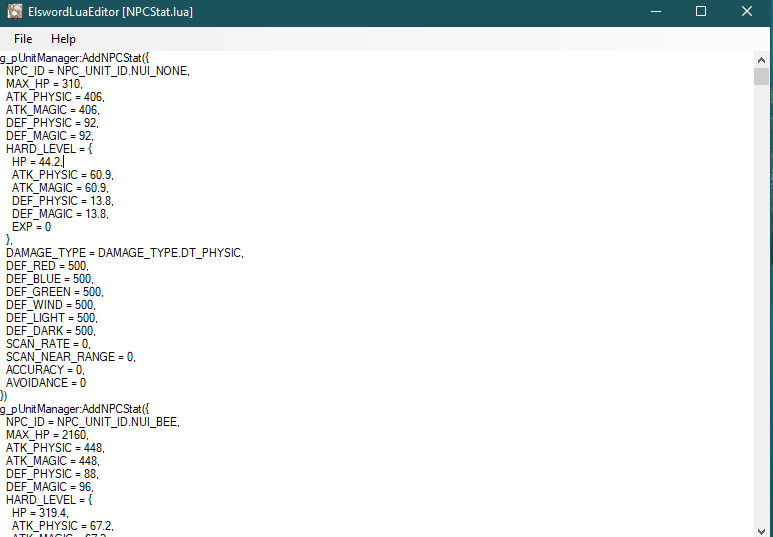 ElswordLuaEditor [NPCStat.lua]
File Help
g_pUnitManager:AddNPCStat({
NPC_ID = NPC_UNIT_ID.NUI_NONE,
MAX_HP = 310,
ATK_PHYSIC = 406,
ATK_MAGIC = 406,
DEF_PHYSIC = 92,
DEF_MAGIC = 92,
HARD_LEVEL = {
HP = 44.2,
ATK_PHYSIC = 60.9,
ATK_MAGIC = 60.9,
DEF_PHYSIC = 13.8,
DEF_MAGIC = 13.8,
EXP = 0
},
DAMAGE_TYPE = DAMAGE_TYPE.DT_PHYSIC,
DEF_RED = 500,
DEF_BLUE = 500,
DEF_GREEN = 500,
DEF_WIND = 500,
DEF_LIGHT = 500,
DEF_DARK = 500,
SCAN_RATE = 0,
SCAN_NEAR_RANGE = 0,
ACCURACY = 0,
AVOIDANCE = 0
})
g_pUnitManager:AddNPCStat({
NPC_ID = NPC_UNIT_ID.NUI_BEE,
MAX_HP = 2160,
ATK_PHYSIC = 448,
ATK_MAGIC = 448,
DEF_PHYSIC = 88,
DEF_MAGIC = 96,
HARD_LEVEL = {
HP = 319.4,
ATK_PHYSIC = 67.2,
ATK_MAGIC = 67.2,